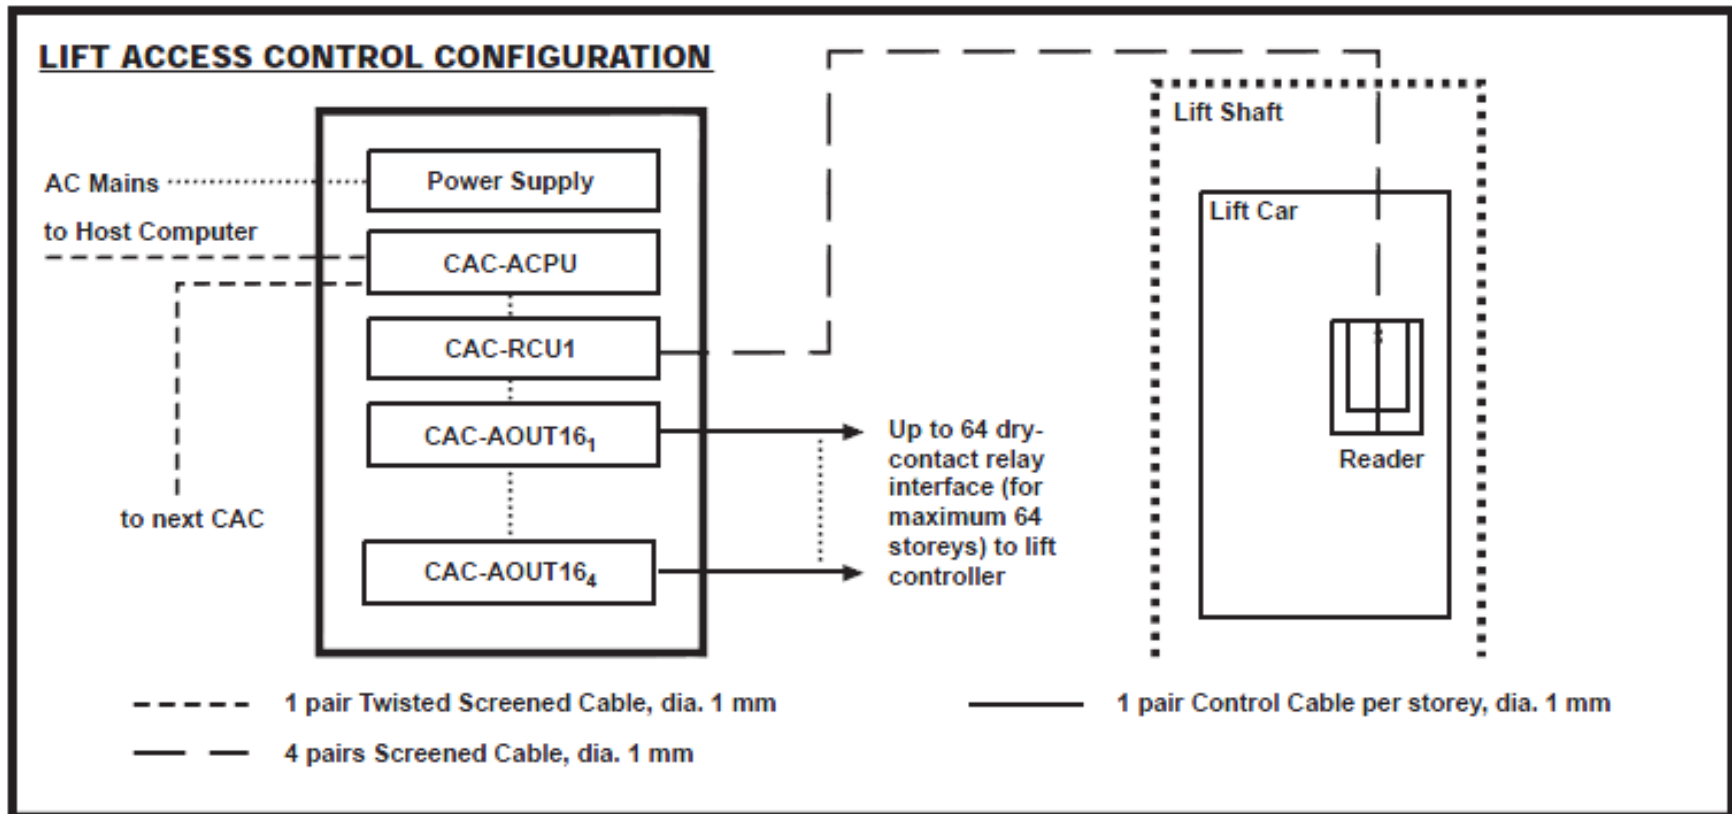 LIFT ACCESS CONTROL CONFIGURATION
AC Mains
to Host Computer
to next CAC
Power Supply
CAC-ACPU
CAC-RCU1
CAC-AOUT16₁
CAC-AOUT16₄
Up to 64 dry-
contact relay
interface (for
maximum 64
storeys) to lift
controller
Lift Shaft
Lift Car
Reader
1 pair Twisted Screened Cable, dia. 1 mm
4 pairs Screened Cable, dia. 1 mm
1 pair Control Cable per storey, dia. 1 mm